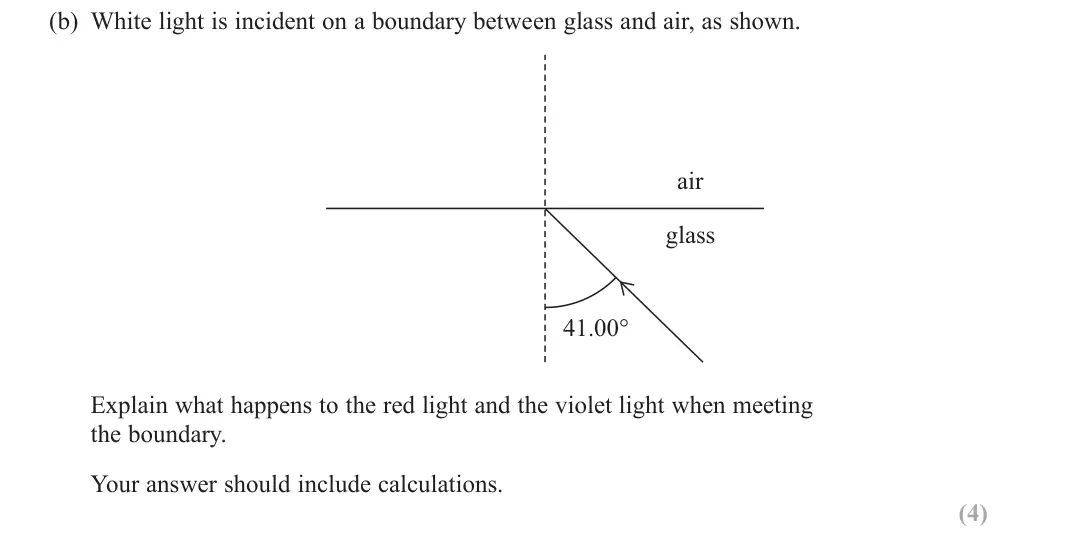 (b) White light is incident on a boundary between glass and air, as shown.
air
glass
41.00°
Explain what happens to the red light and the violet light when meeting
the boundary.
Your answer should include calculations.
(4)